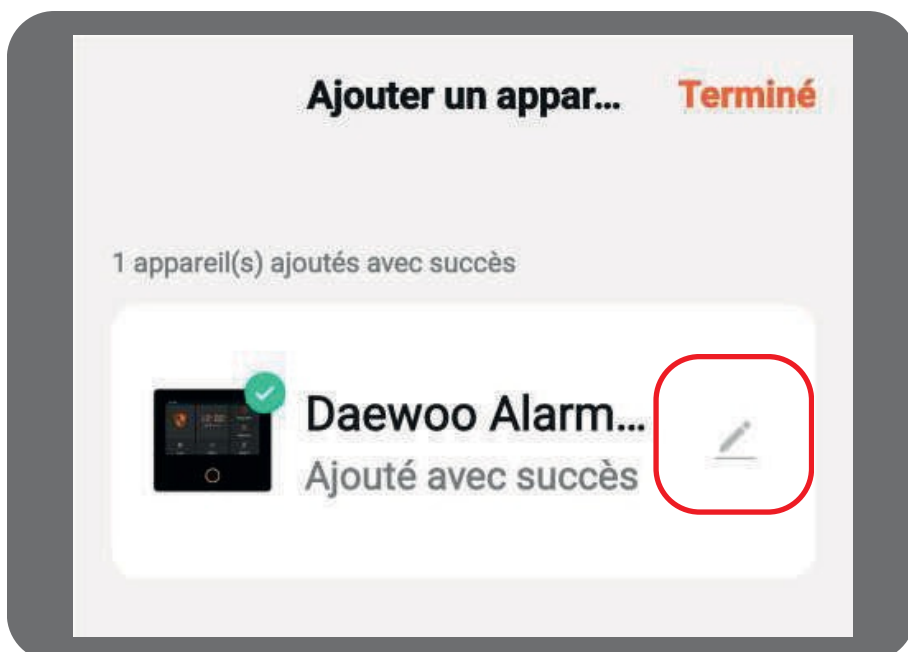 Ajouter un appar... Terminé
1 appareil(s) ajoutés avec succès
Daewoo Alarm...
Ajouté avec succès